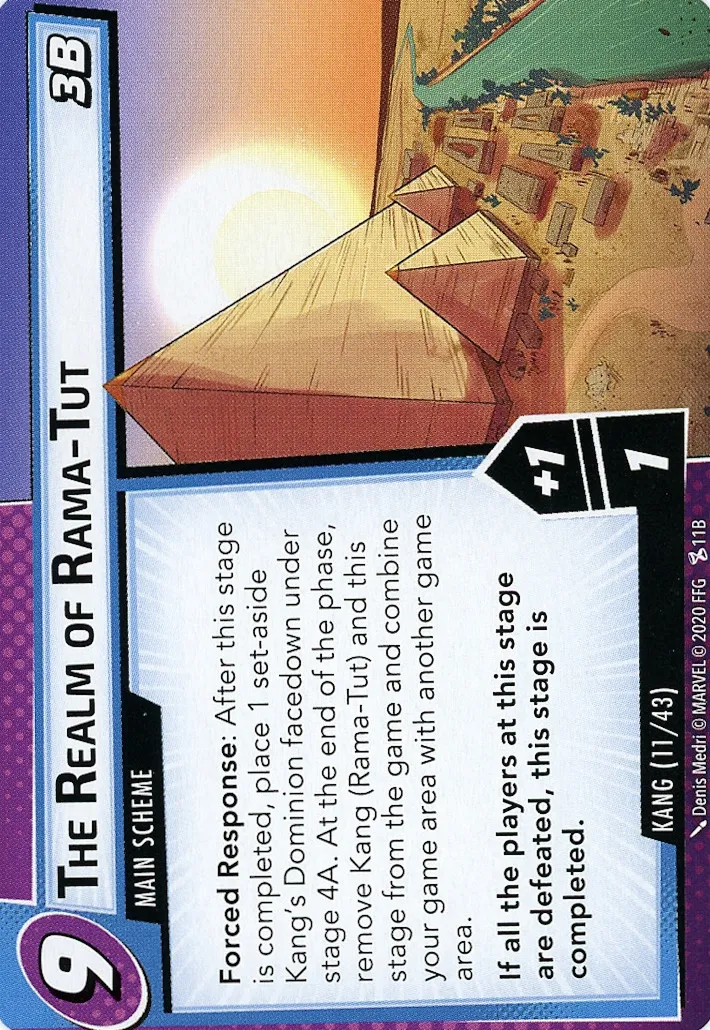 9
THE REALM OF RAMA-TUT
3B
MAIN SCHEME
Forced Response: After this stage
is completed, place 1 set-aside
Kang's Dominion facedown under
stage 4A. At the end of the phase,
remove Kang (Rama-Tut) and this
stage from the game and combine
your game area with another game
area.
If all the players at this stage
are defeated, this stage is
completed.
+1
1
KANG (11/43)
Denis Medri © MARVEL © 2020 FFG 11B